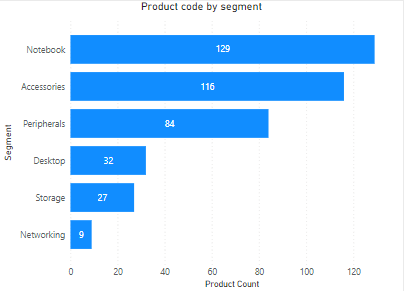 Product code by segment
Segment
Notebook 129
Accessories 116
Peripherals 84
Desktop 32
Storage 27
Networking 9
0 20 40 60 80 100 120
Product Count